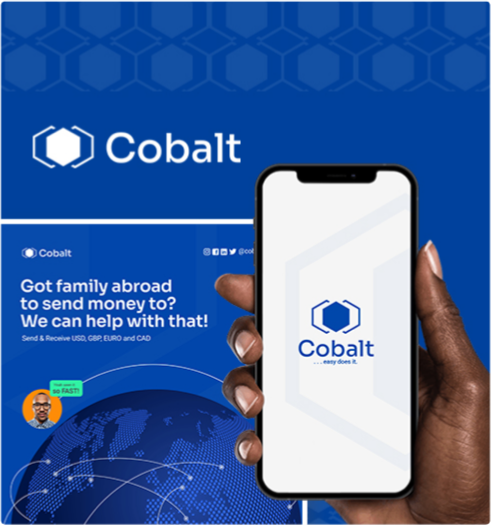 Cobalt
Cobalt
Got family abroad
to send money to?
We can help with that!
Send & Receive USD, GBP, EURO and CAD
so FAST!
Cobalt
. . . easy does it.